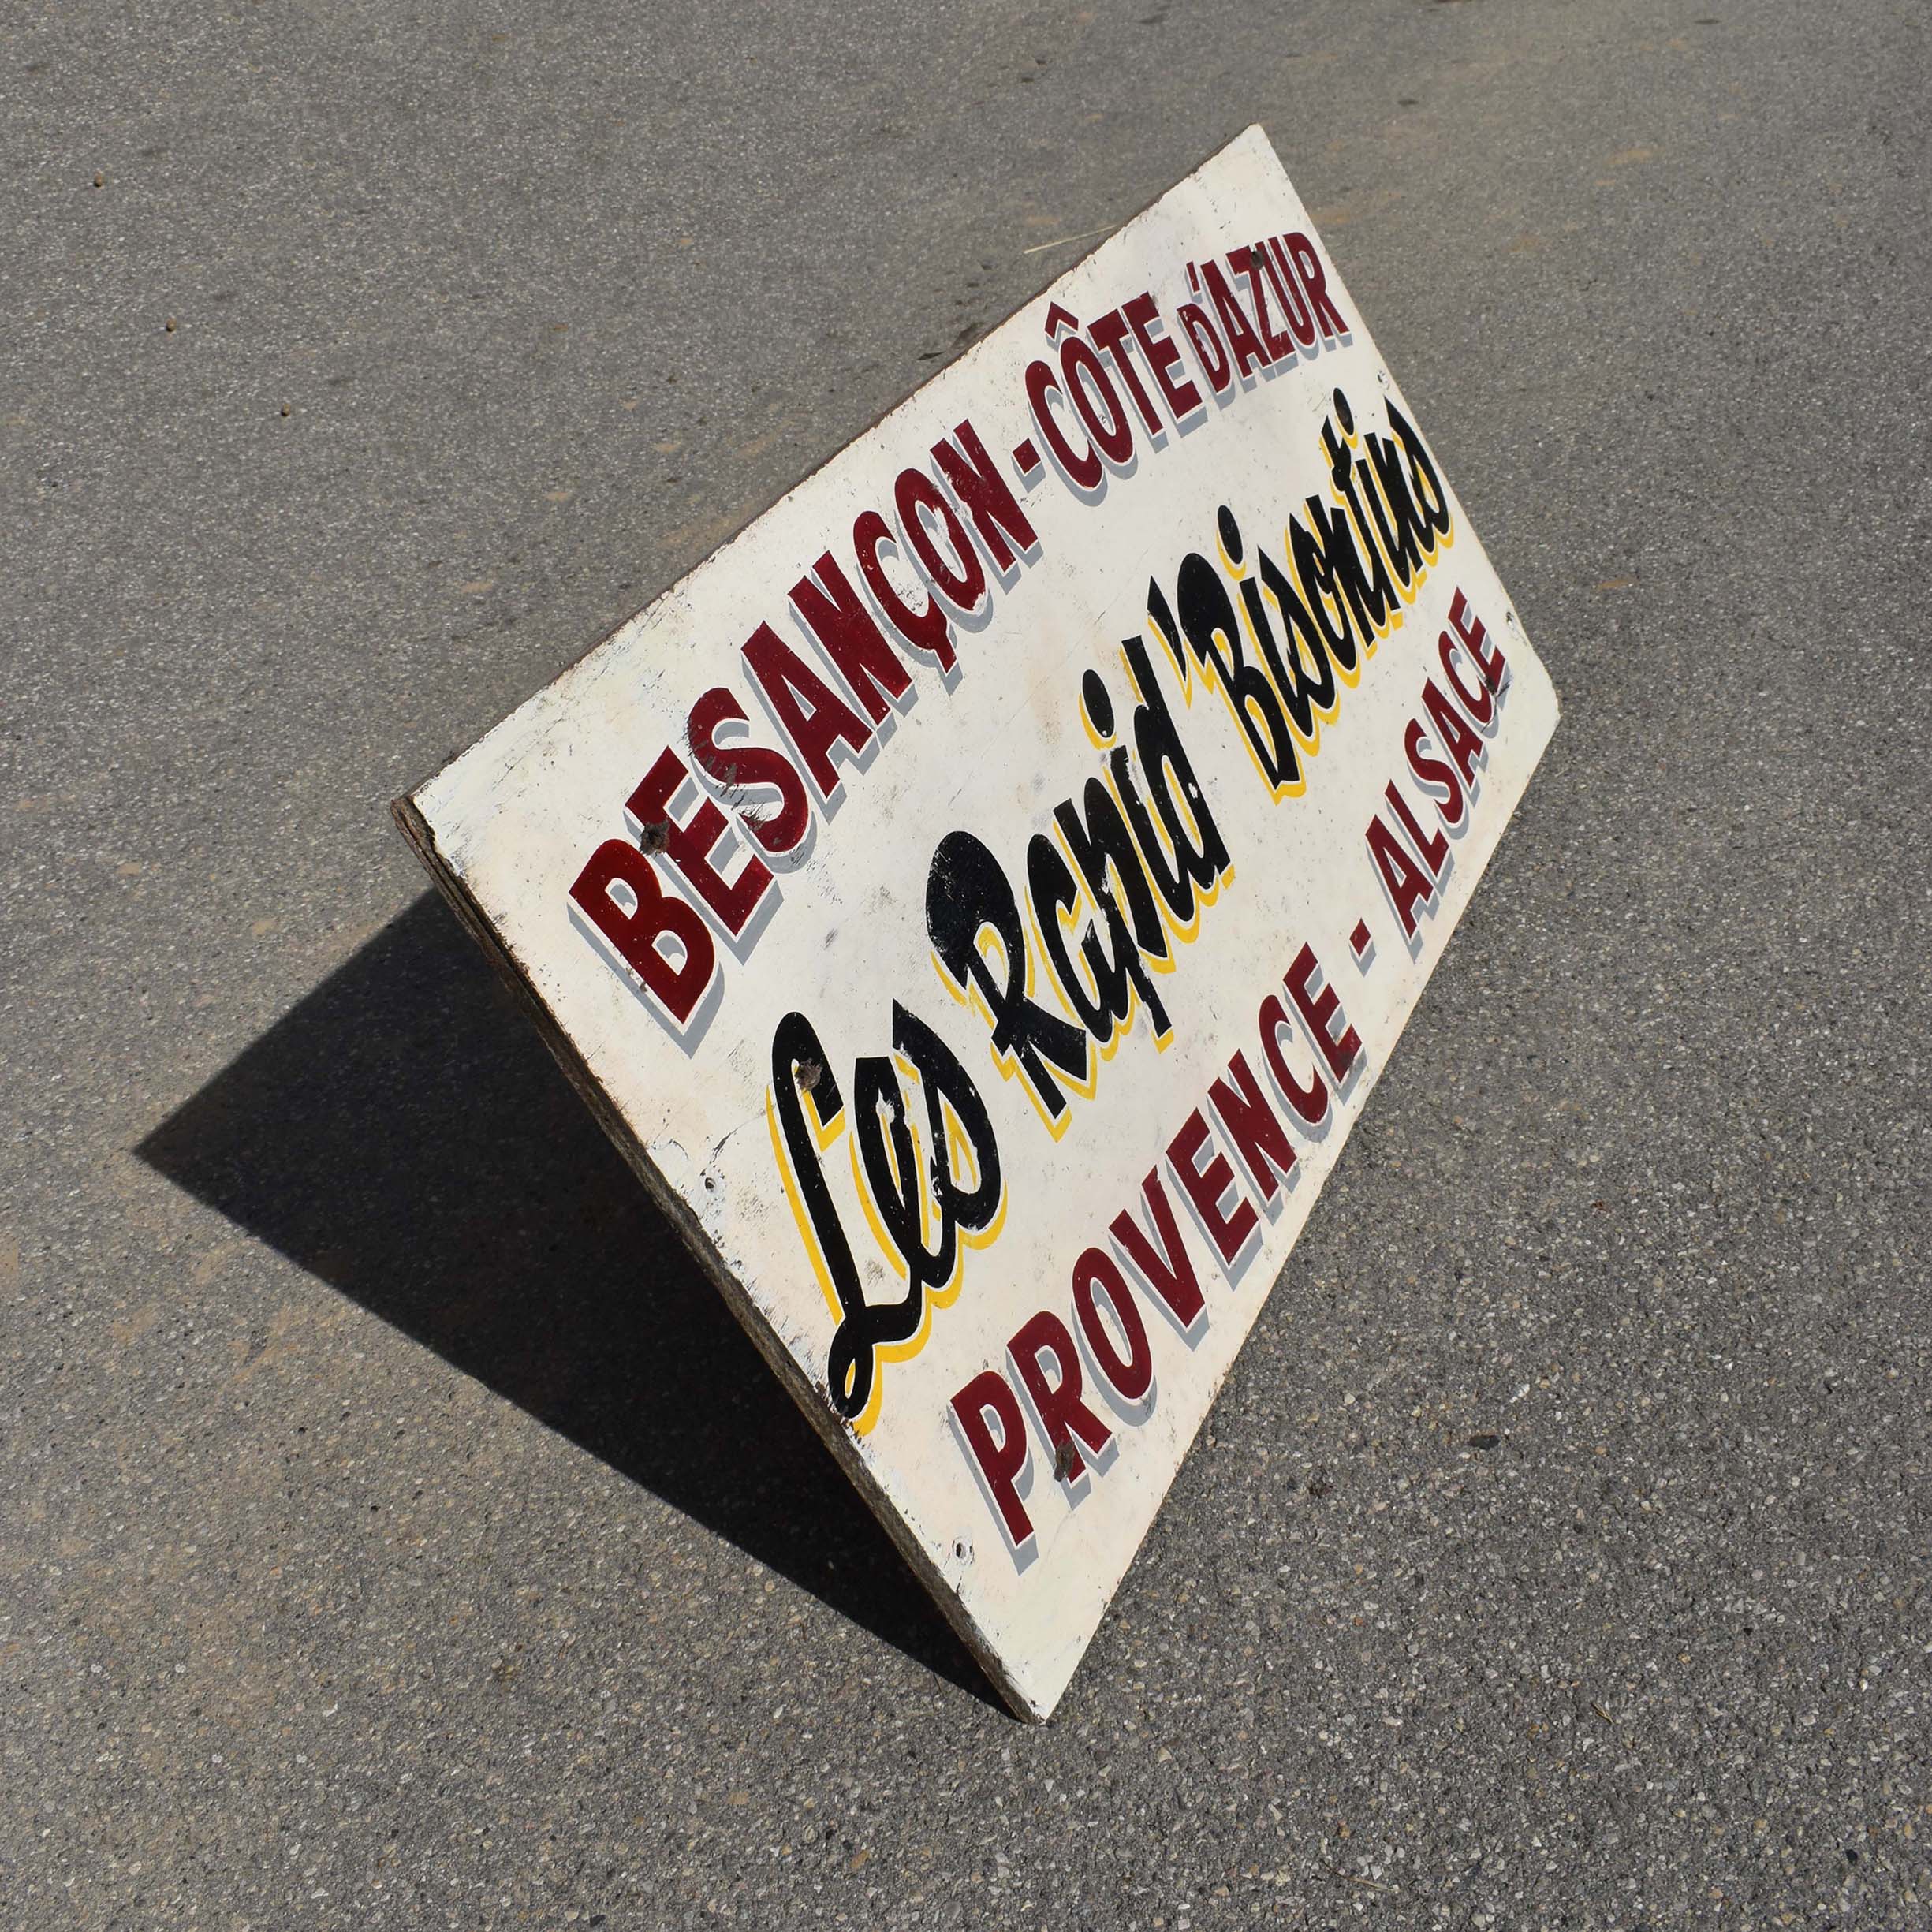 BESANÇON - CÔTE D'AZUR
Les Rapid'Bisontins
PROVENCE - ALSACE